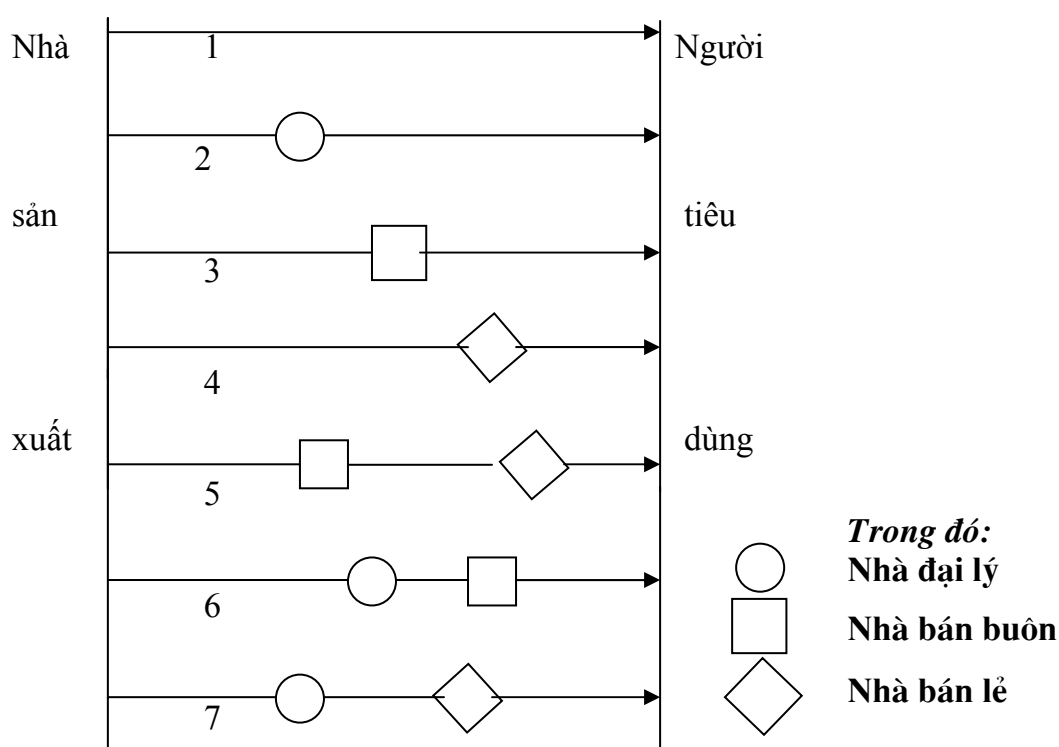 Nhà
1
Người
2
sản
tiêu
3
4
xuất
dùng
5
Trong đó:
Nhà đại lý
6
Nhà bán buôn
Nhà bán lẻ
7